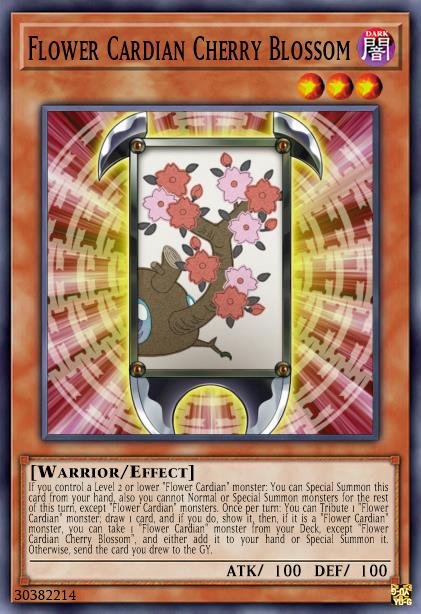 FLOWER CARDIAN CHERRY BLOSSOM
DARK
闇
[WARRIOR/EFFECT]
If you control a Level 2 or lower "Flower Cardian" monster: You can Special Summon this
card from your hand, also you cannot Normal or Special Summon monsters for the rest
of this turn, except "Flower Cardian" monsters. Once per turn: You can Tribute 1 "Flower
Cardian" monster; draw 1 card, and if you do, show it, then, if it is a "Flower Cardian"
monster, you can take 1 "Flower Cardian" monster from your Deck, except "Flower
Cardian Cherry Blossom", and either add it to your hand or Special Summon it.
Otherwise, send the card you drew to the GY.
ATK/ 100 DEF/ 100
30382214